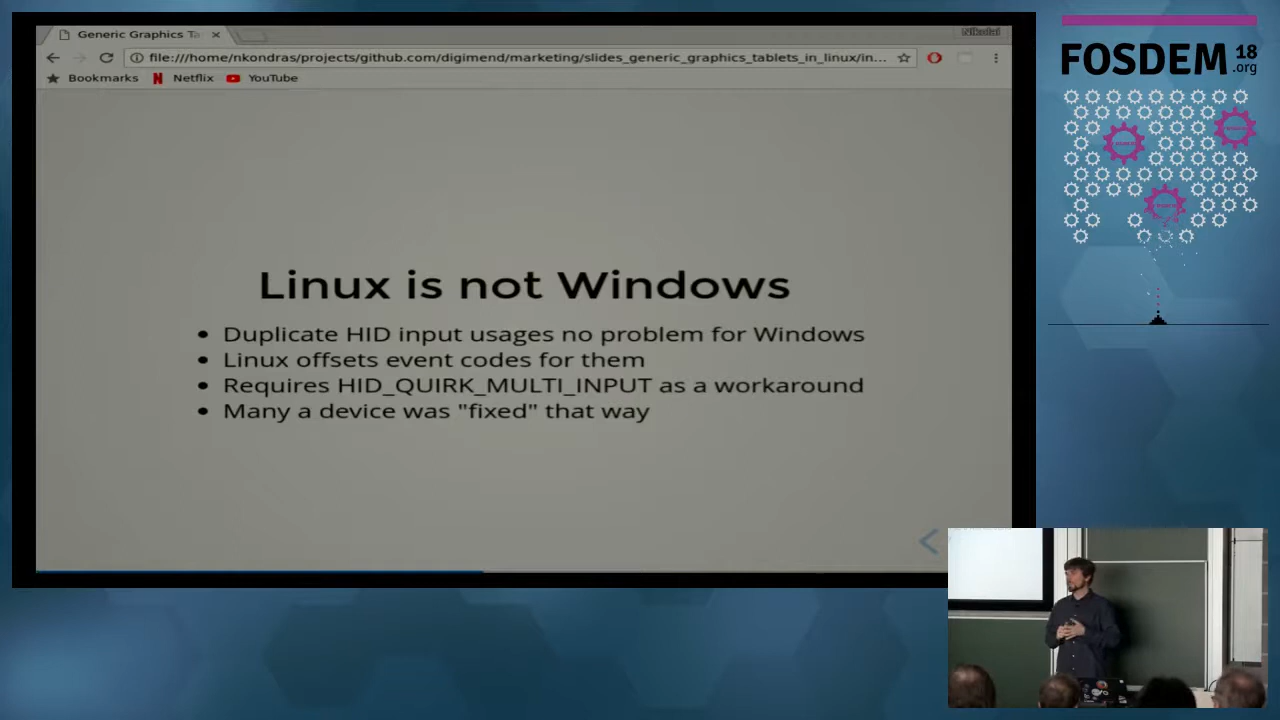 Generic Graphics Ta
Nikolai
file:///home/nkondras/projects/github.com/digimend/marketing/slides_generic_graphics_tablets_in_linux/in...
Bookmarks Netflix YouTube
Linux is not Windows
• Duplicate HID input usages no problem for Windows
• Linux offsets event codes for them
• Requires HID_QUIRK_MULTI_INPUT as a workaround
• Many a device was "fixed" that way
FOSDEM 18
.org